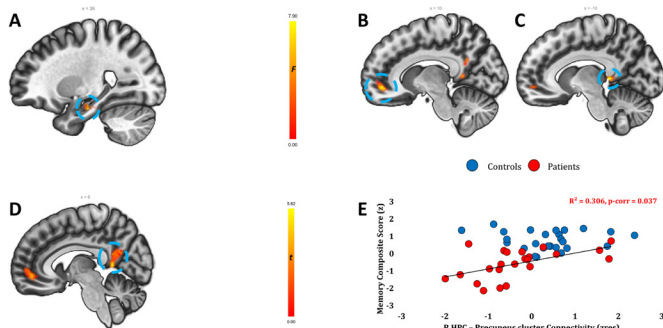 A
x = 26
7.90
F
0.00
B
x = 10
C
x = -10
Controls Patients
D
x = 6
5.62
t
0.00
E
R² = 0.306, p-corr = 0.037
Memory Composite Score (z)
3
2
1
0
-1
-2
-3
-3 -2 -1 0 1 2 3
R HPC – Precuneus cluster Connectivity (zres)